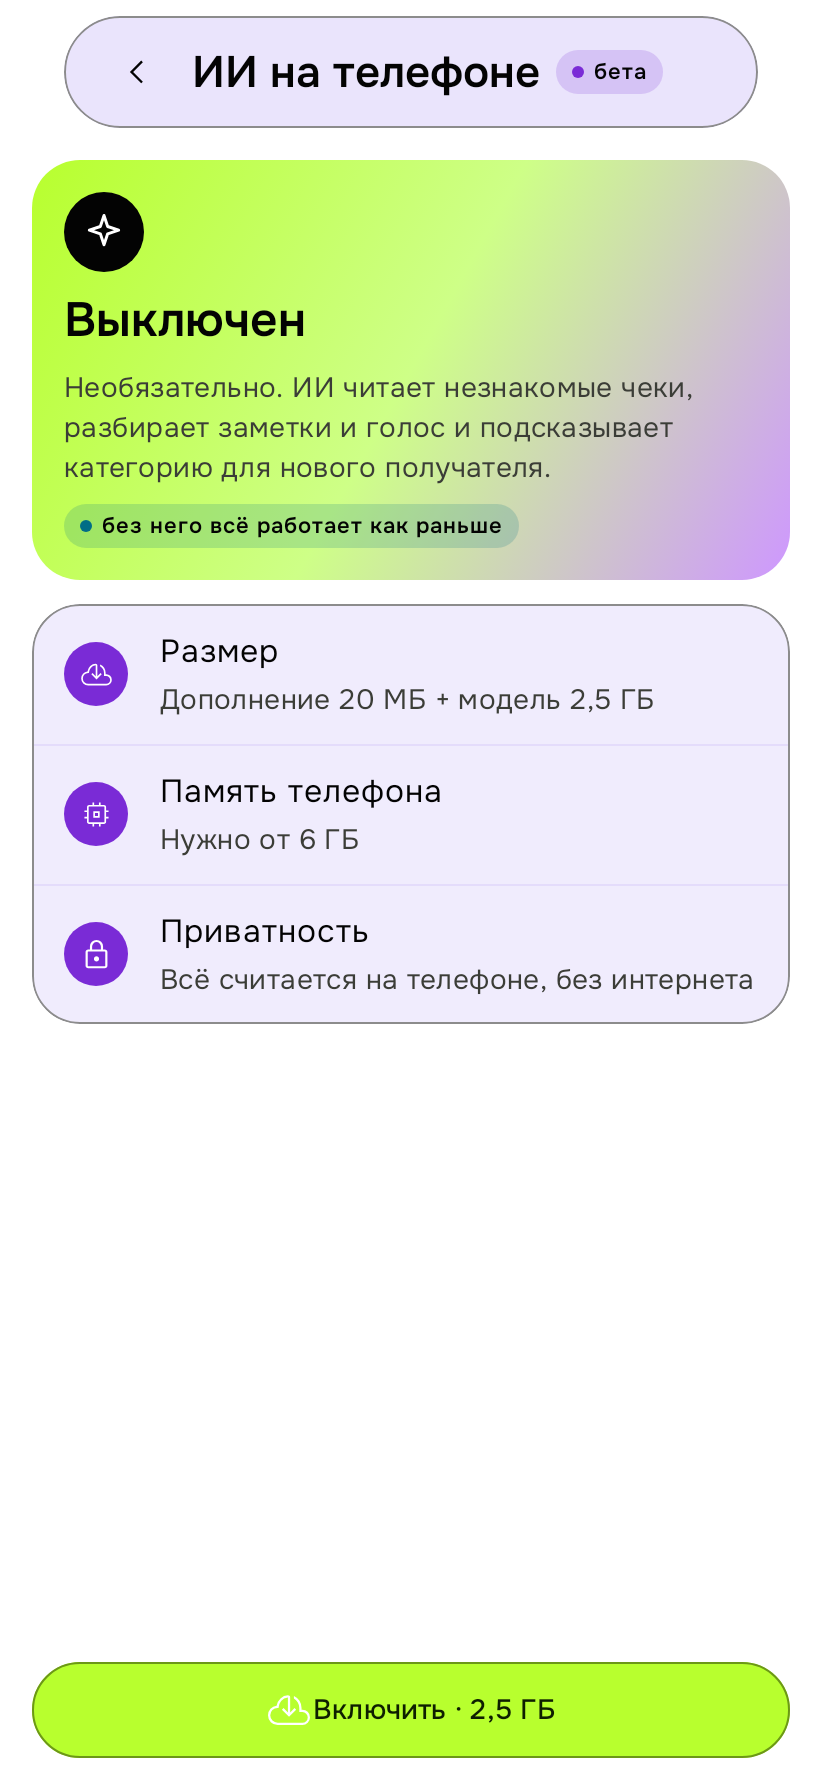 ИИ на телефоне
бета
Выключен
Необязательно. ИИ читает незнакомые чеки,
разбирает заметки и голос и подсказывает
категорию для нового получателя.
без него всё работает как раньше
Размер
Дополнение 20 МБ + модель 2,5 ГБ
Память телефона
Нужно от 6 ГБ
Приватность
Всё считается на телефоне, без интернета
Включить · 2,5 ГБ